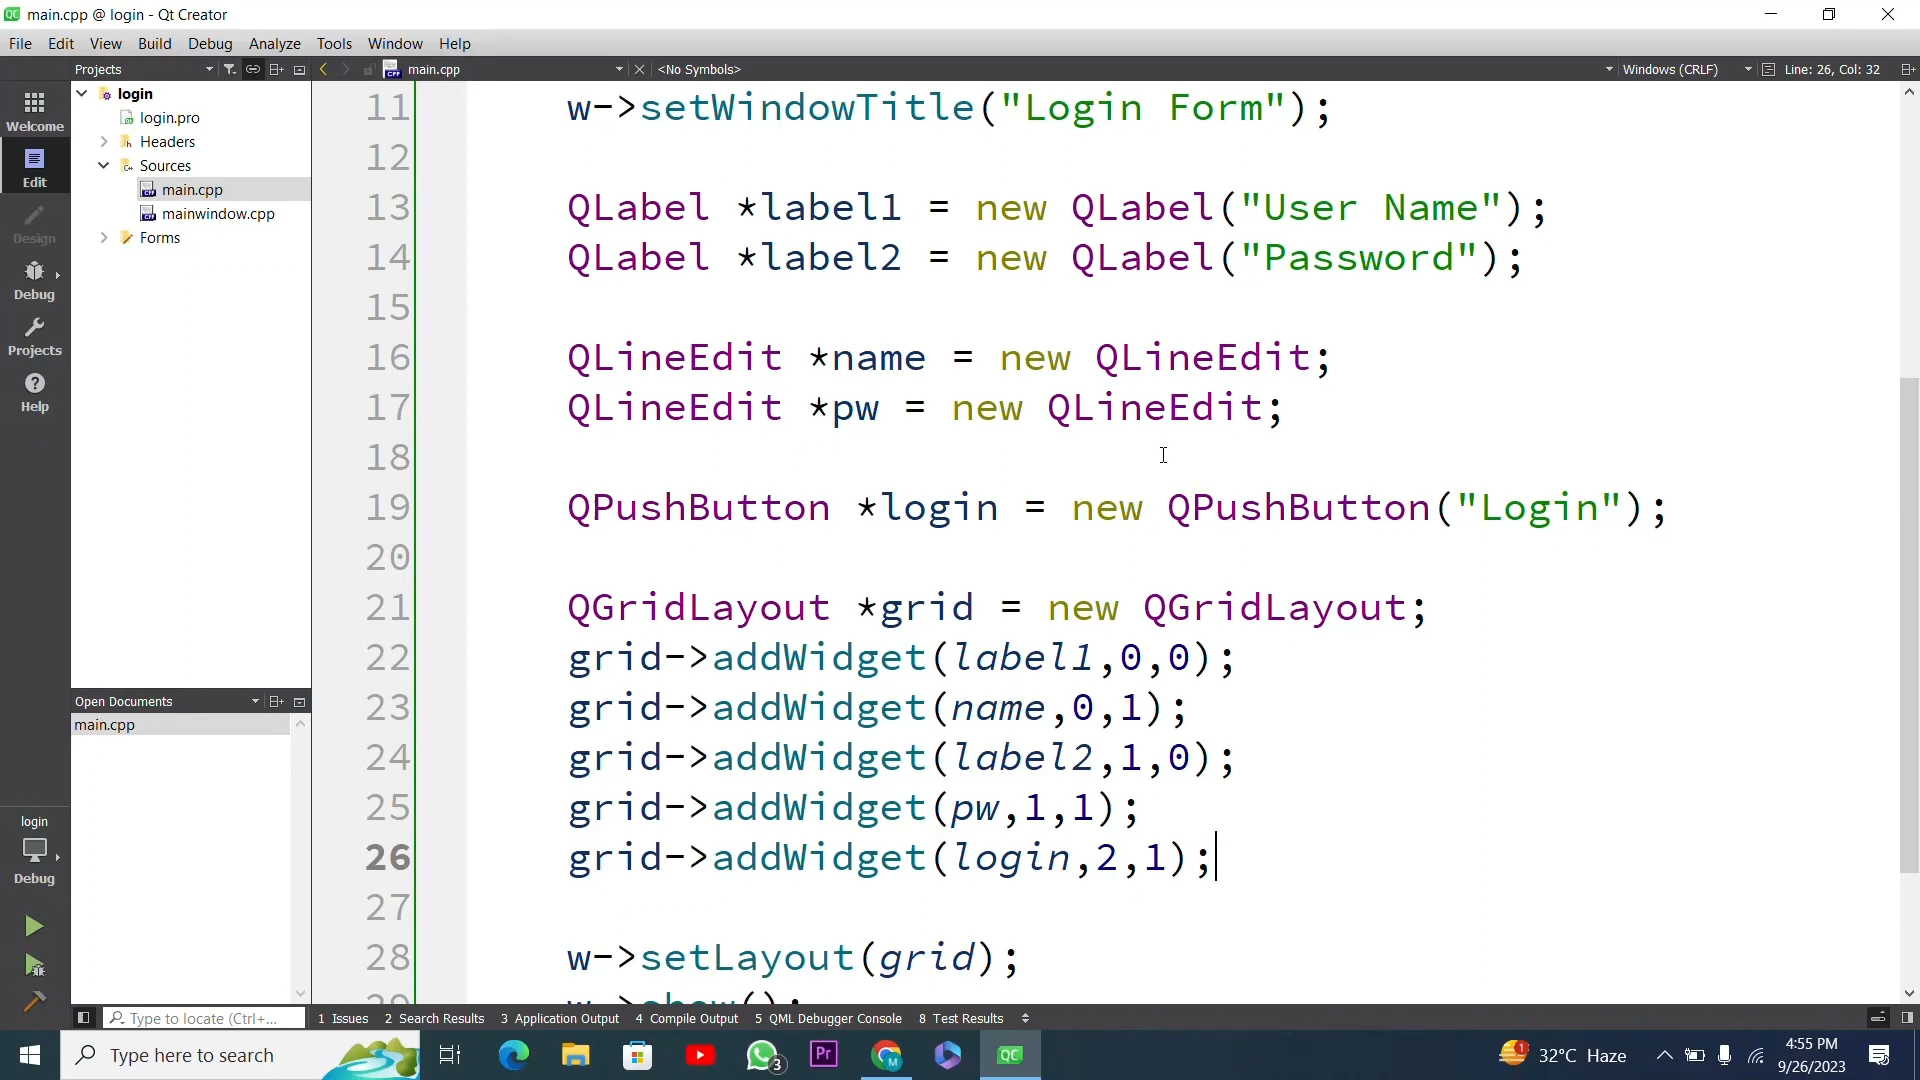 main.cpp @ login - Qt Creator
File Edit View Build Debug Analyze Tools Window Help
Projects main.cpp <No Symbols> Windows (CRLF) Line: 26, Col: 32
Welcome
Edit
Design
Debug
Projects
Help
login
login.pro
Headers
Sources
main.cpp
mainwindow.cpp
Forms
Open Documents
main.cpp
login
Debug
11 w->setWindowTitle("Login Form");
12
13 QLabel *label1 = new QLabel("User Name");
14 QLabel *label2 = new QLabel("Password");
15
16 QLineEdit *name = new QLineEdit;
17 QLineEdit *pw = new QLineEdit;
18
19 QPushButton *login = new QPushButton("Login");
20
21 QGridLayout *grid = new QGridLayout;
22 grid->addWidget(label1,0,0);
23 grid->addWidget(name,0,1);
24 grid->addWidget(label2,1,0);
25 grid->addWidget(pw,1,1);
26 grid->addWidget(login,2,1);
27
28 w->setLayout(grid);
29 w->show();
Type to locate (Ctrl+... 1 Issues 2 Search Results 3 Application Output 4 Compile Output 5 QML Debugger Console 8 Test Results
Type here to search 3 Pr M QC 1 32°C Haze 4:55 PM
9/26/2023